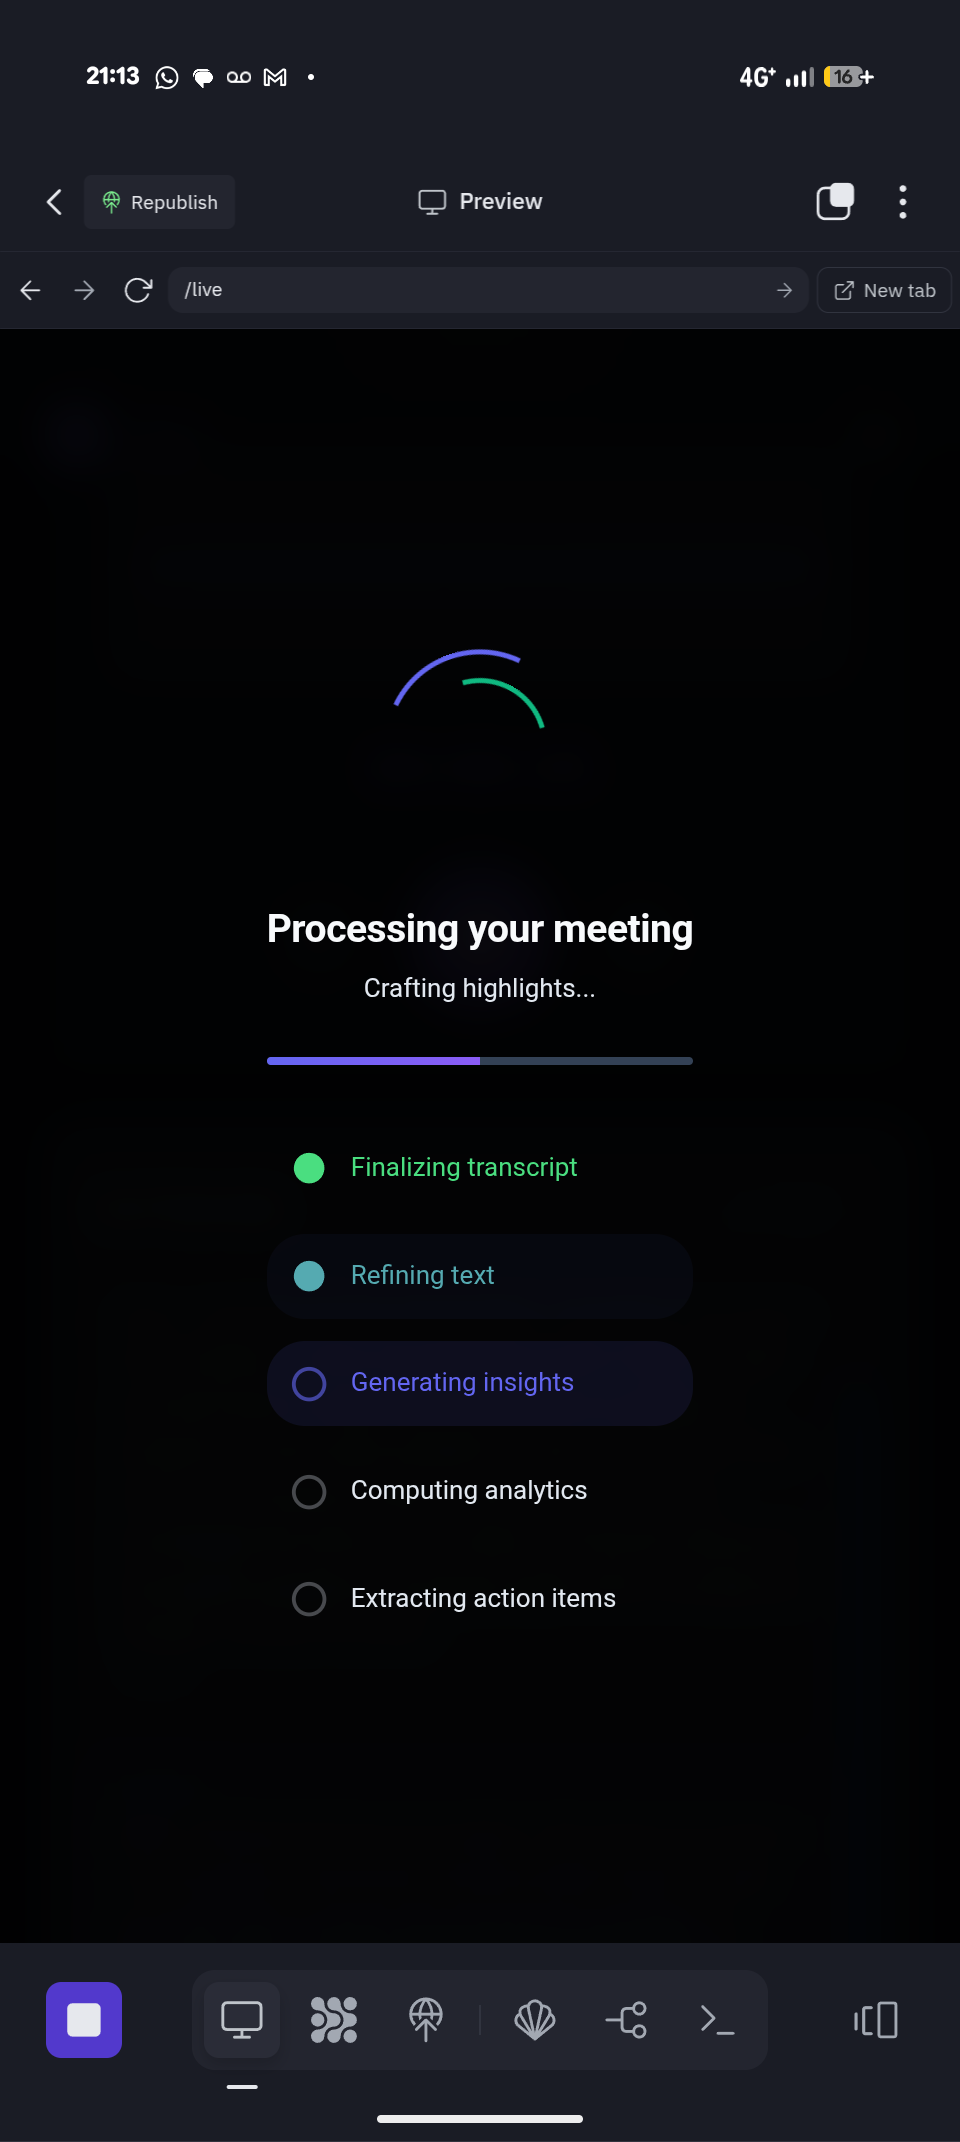 21:13
4G+ 16
Republish
Preview
/live
New tab
Processing your meeting
Crafting highlights...
Finalizing transcript
Refining text
Generating insights
Computing analytics
Extracting action items